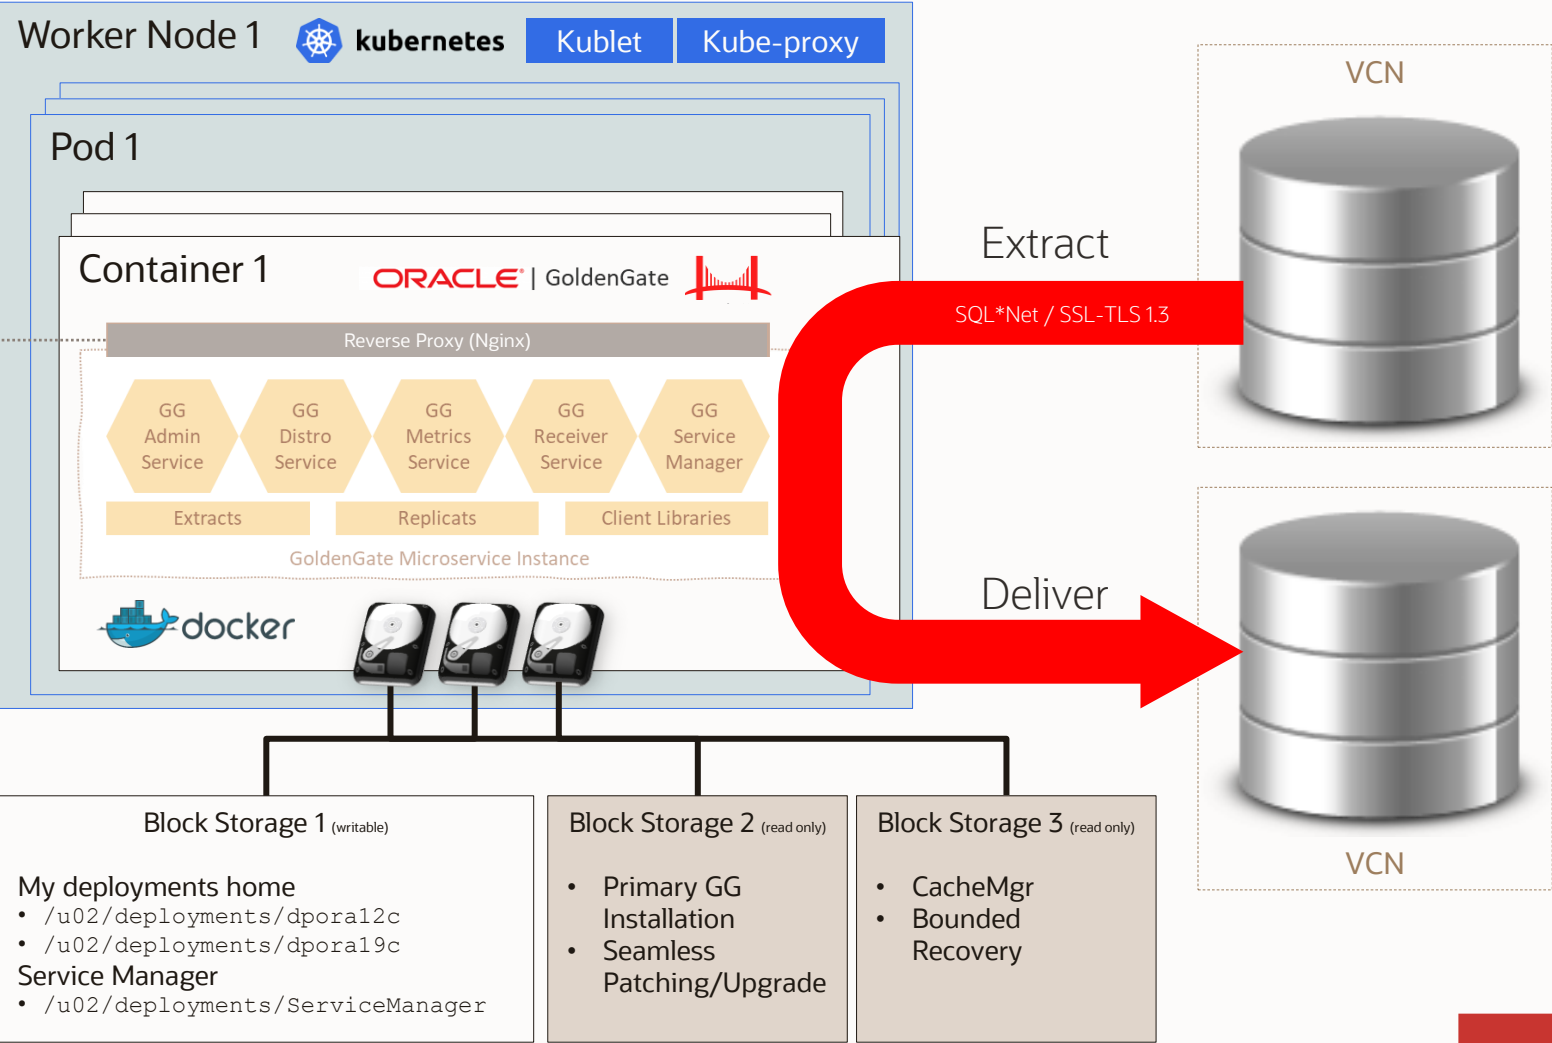 Worker Node 1
kubernetes
Kublet
Kube-proxy
VCN
Pod 1
Extract
Container 1
ORACLE® | GoldenGate
SQL*Net / SSL-TLS 1.3
Reverse Proxy (Nginx)
GG
Admin
Service
GG
Distro
Service
GG
Metrics
Service
GG
Receiver
Service
GG
Service
Manager
Extracts
Replicats
Client Libraries
GoldenGate Microservice Instance
Deliver
docker
Block Storage 1 (writable)
My deployments home
• /u02/deployments/dpora12c
• /u02/deployments/dpora19c
Service Manager
• /u02/deployments/ServiceManager
Block Storage 2 (read only)
• Primary GG
Installation
• Seamless
Patching/Upgrade
Block Storage 3 (read only)
• CacheMgr
• Bounded
Recovery
VCN